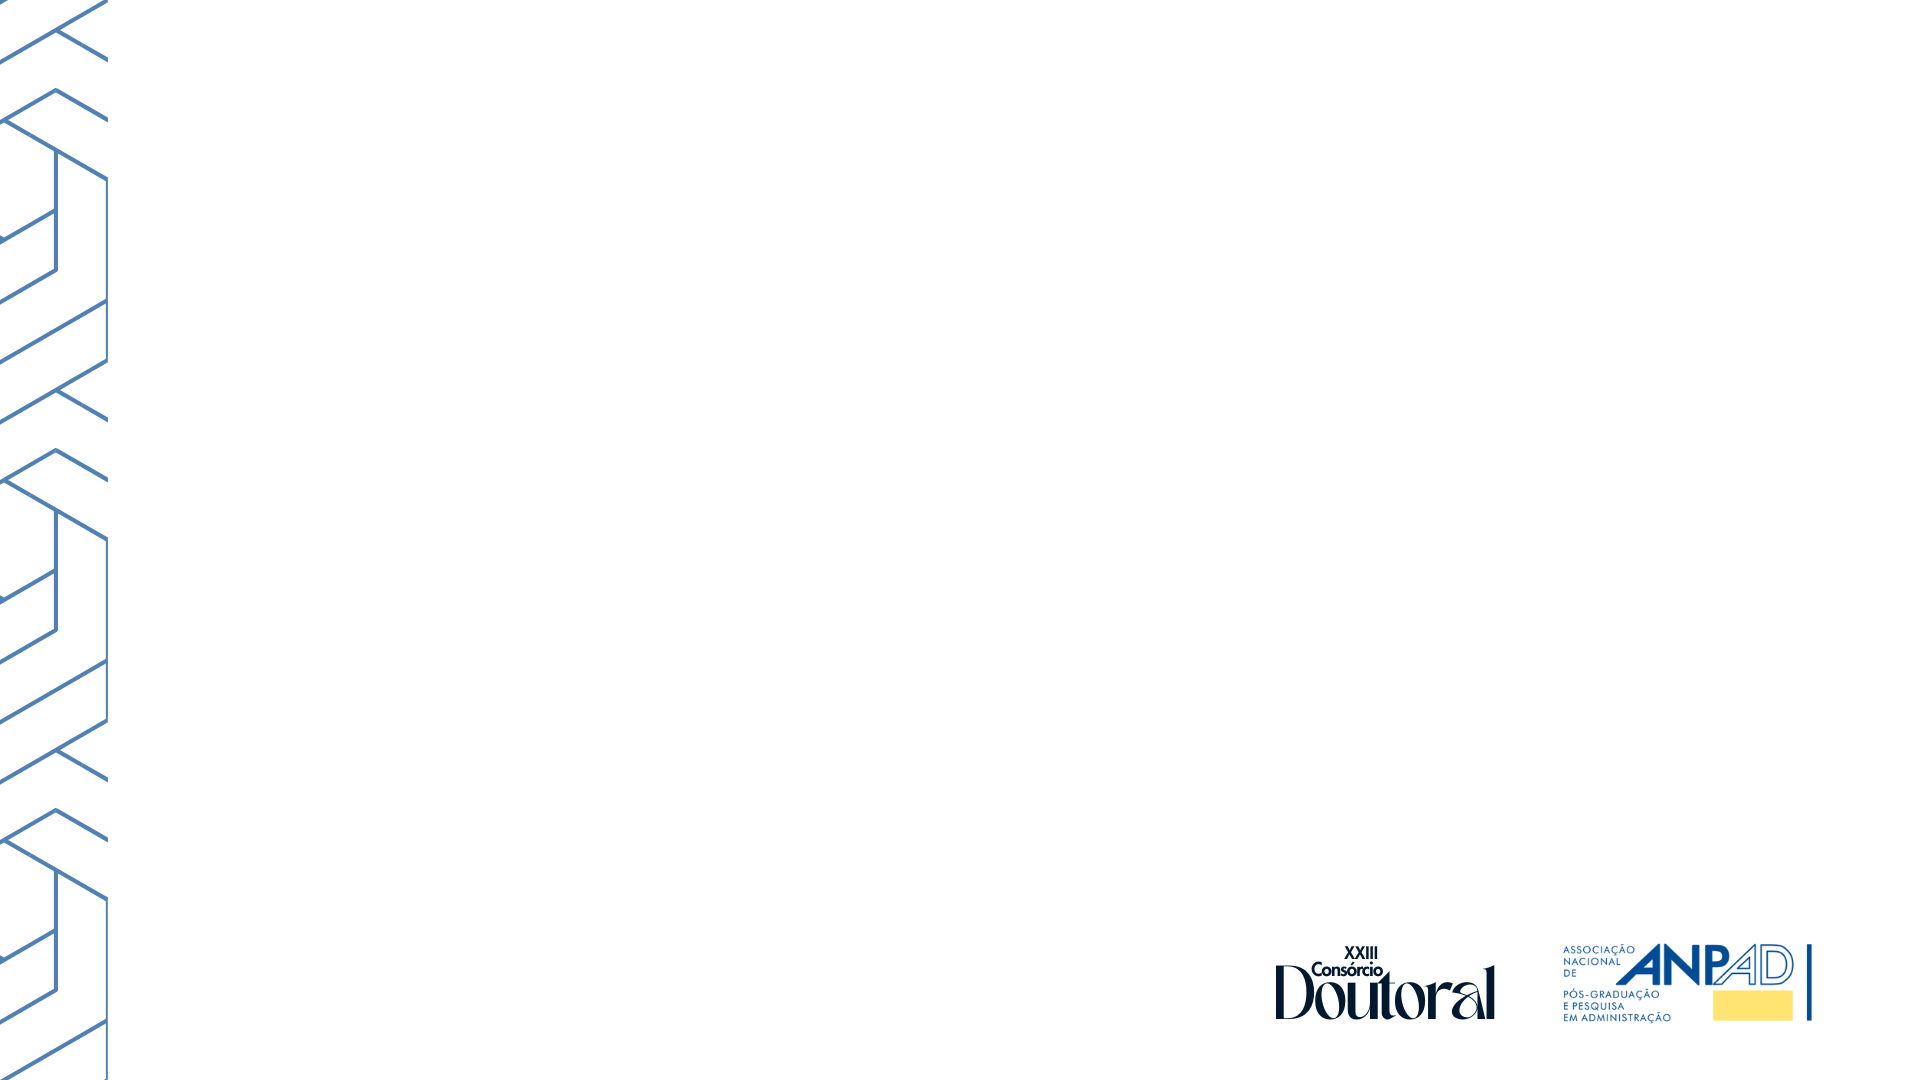 XXIII
Consórcio
Doutoral
ASSOCIAÇÃO
NACIONAL
DE
PÓS-GRADUAÇÃO
E PESQUISA
EM ADMINISTRAÇÃO
ANPAD